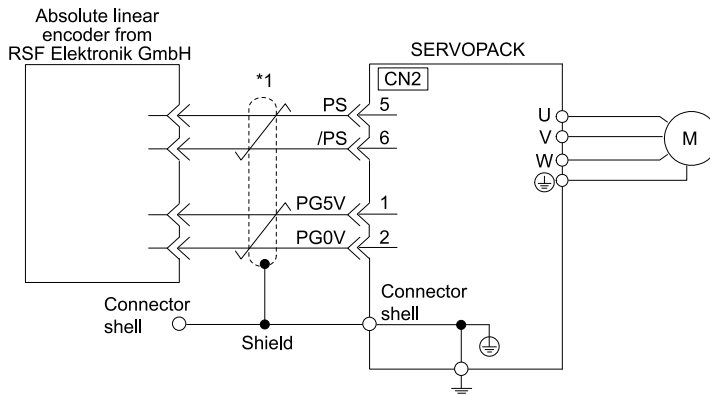 Absolute linear
encoder from
RSF Elektronik GmbH
SERVOPACK
*1
CN2
PS
5
/PS
6
PG5V
1
PG0V
2
U
V
W
M
Connector
shell
Shield
Connector
shell